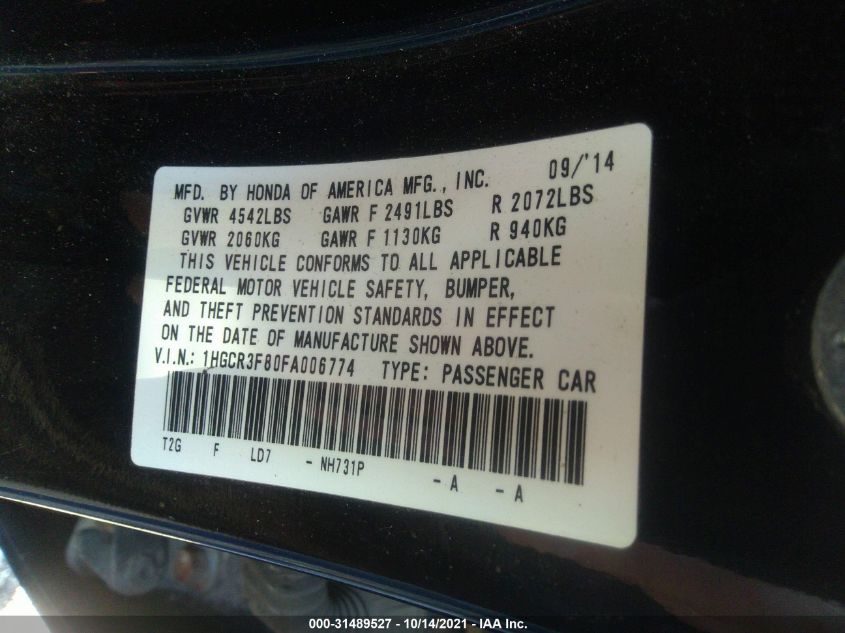 MFD. BY HONDA OF AMERICA MFG., INC. 09/'14
GVWR 4542LBS GAWR F 2491LBS R 2072LBS
GVWR 2060KG GAWR F 1130KG R 940KG
THIS VEHICLE CONFORMS TO ALL APPLICABLE
FEDERAL MOTOR VEHICLE SAFETY, BUMPER,
AND THEFT PREVENTION STANDARDS IN EFFECT
ON THE DATE OF MANUFACTURE SHOWN ABOVE.
V.I.N.: 1HGCR3F80FA006774 TYPE: PASSENGER CAR
T2G F LD7 - NH731P - A - A
000-31489527 - 10/14/2021 - IAA Inc.